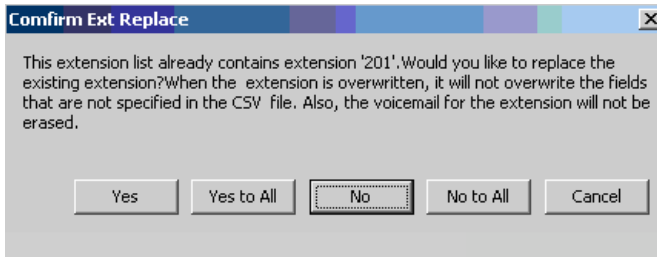 Comfirm Ext Replace
This extension list already contains extension '201'.Would you like to replace the
existing extension?When the  extension is overwritten, it will not overwrite the fields
that are not specified in the CSV  file. Also, the voicemail for the extension will not be
erased.
Yes Yes to All No No to All Cancel